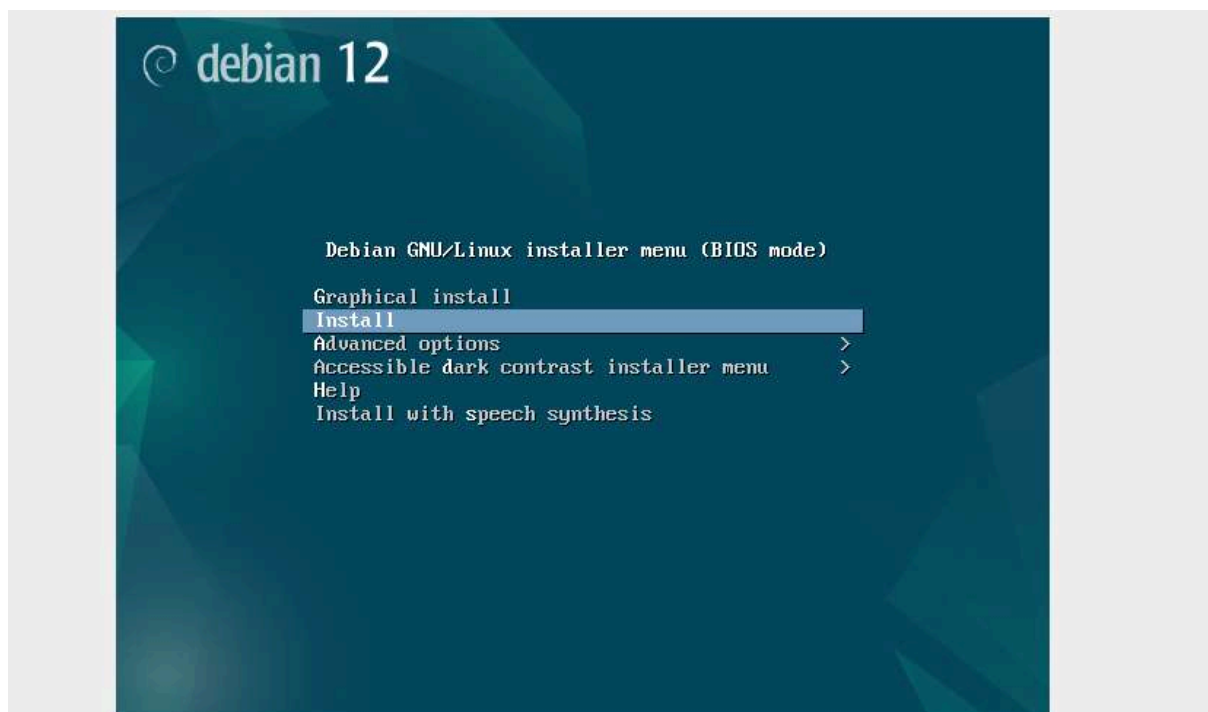 debian 12
Debian GNU/Linux installer menu (BIOS mode)
Graphical install
Install
Advanced options >
Accessible dark contrast installer menu >
Help
Install with speech synthesis